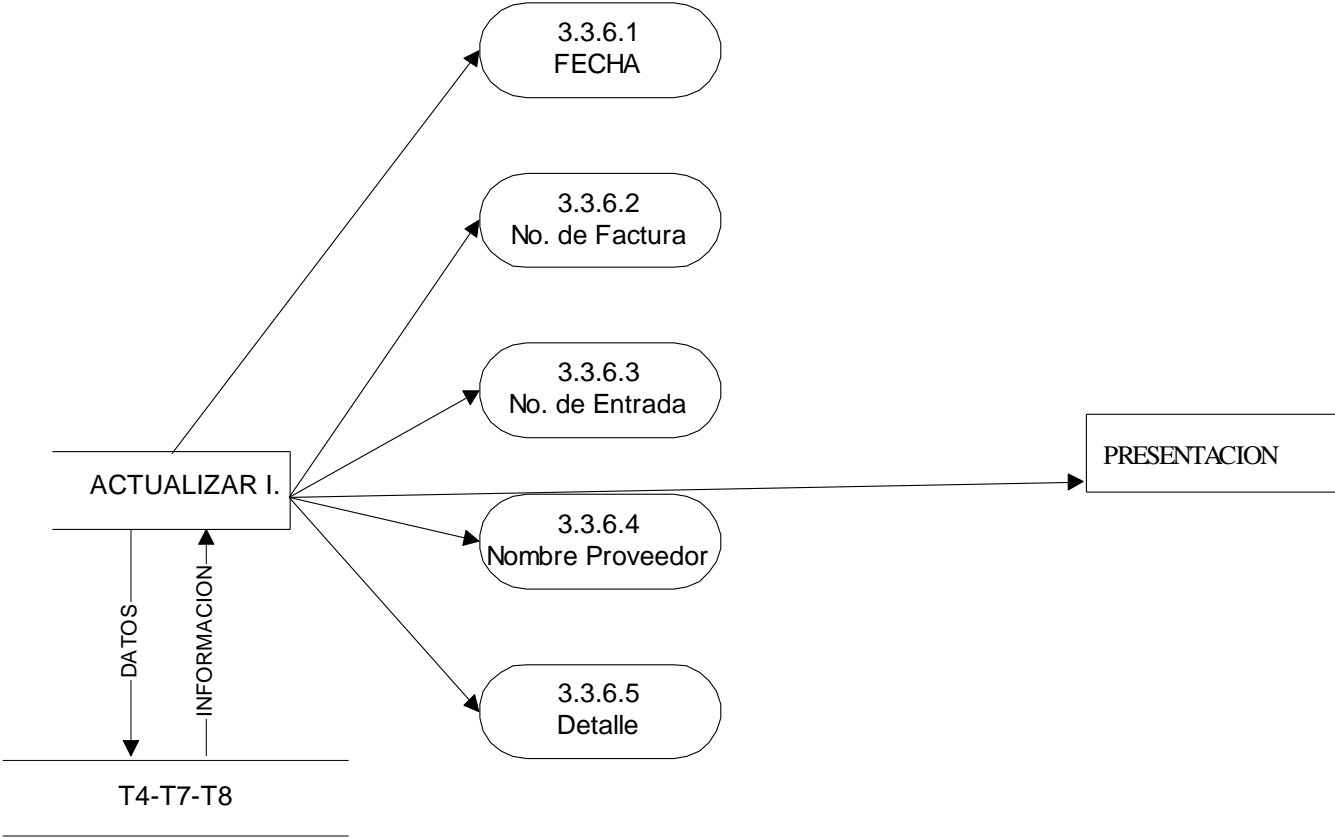 3.3.6.1
FECHA
3.3.6.2
No. de Factura
3.3.6.3
No. de Entrada
ACTUALIZAR I.
PRESENTACION
3.3.6.4
Nombre Proveedor
DATOS
INFORMACION
3.3.6.5
Detalle
T4-T7-T8